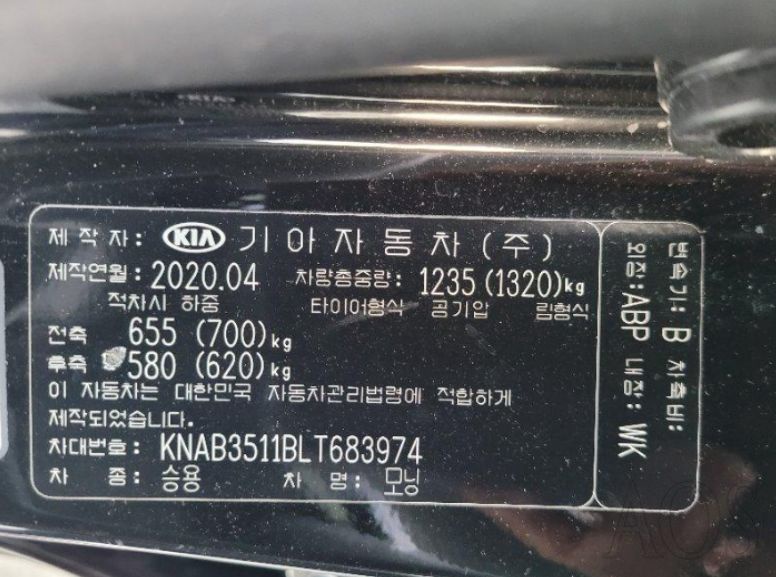 제 작 자 : KIA 기 아 자 동 차 ( 주 )
제작연월 : 2020.04 차량총중량 : 1235 (1320)kg
적차시 하중 타이어형식 공기압 림형식
전축 655 (700)kg
후축 580 (620)kg
이 자동차는 대한민국 자동차관리법령에 적합하게
제작되었습니다.
차대번호 : KNAB3511BLT683974
차 종 : 승용 차 명 : 모닝
변속기 : B 차축비 :
외장 : ABP 내장 : WK
AOS